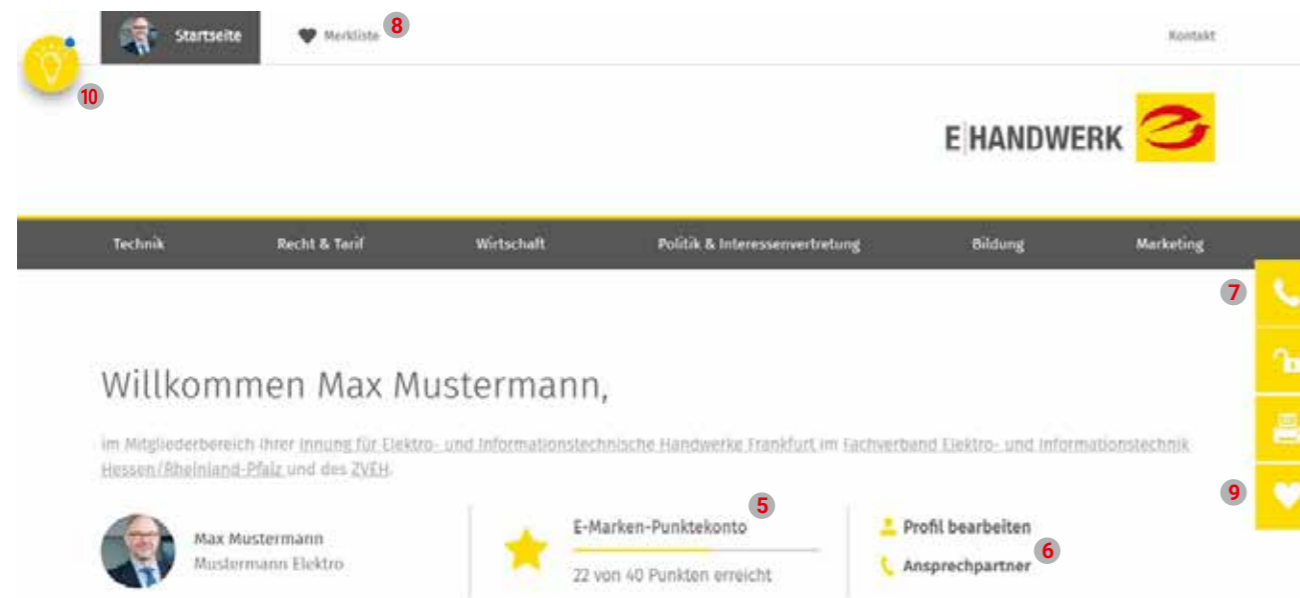 Startseite
Merkliste
8
Kontakt
10
E|HANDWERK
Technik
Recht & Tarif
Wirtschaft
Politik & Interessenvertretung
Bildung
Marketing
7
Willkommen Max Mustermann,
im Mitgliederbereich Ihrer Innung für Elektro- und Informationstechnische Handwerke Frankfurt im Fachverband Elektro- und Informationstechnik
Hessen/Rheinland-Pfalz und des ZVEH.
9
5
Max Mustermann
Mustermann Elektro
E-Marken-Punktekonto
22 von 40 Punkten erreicht
Profil bearbeiten
6
Ansprechpartner